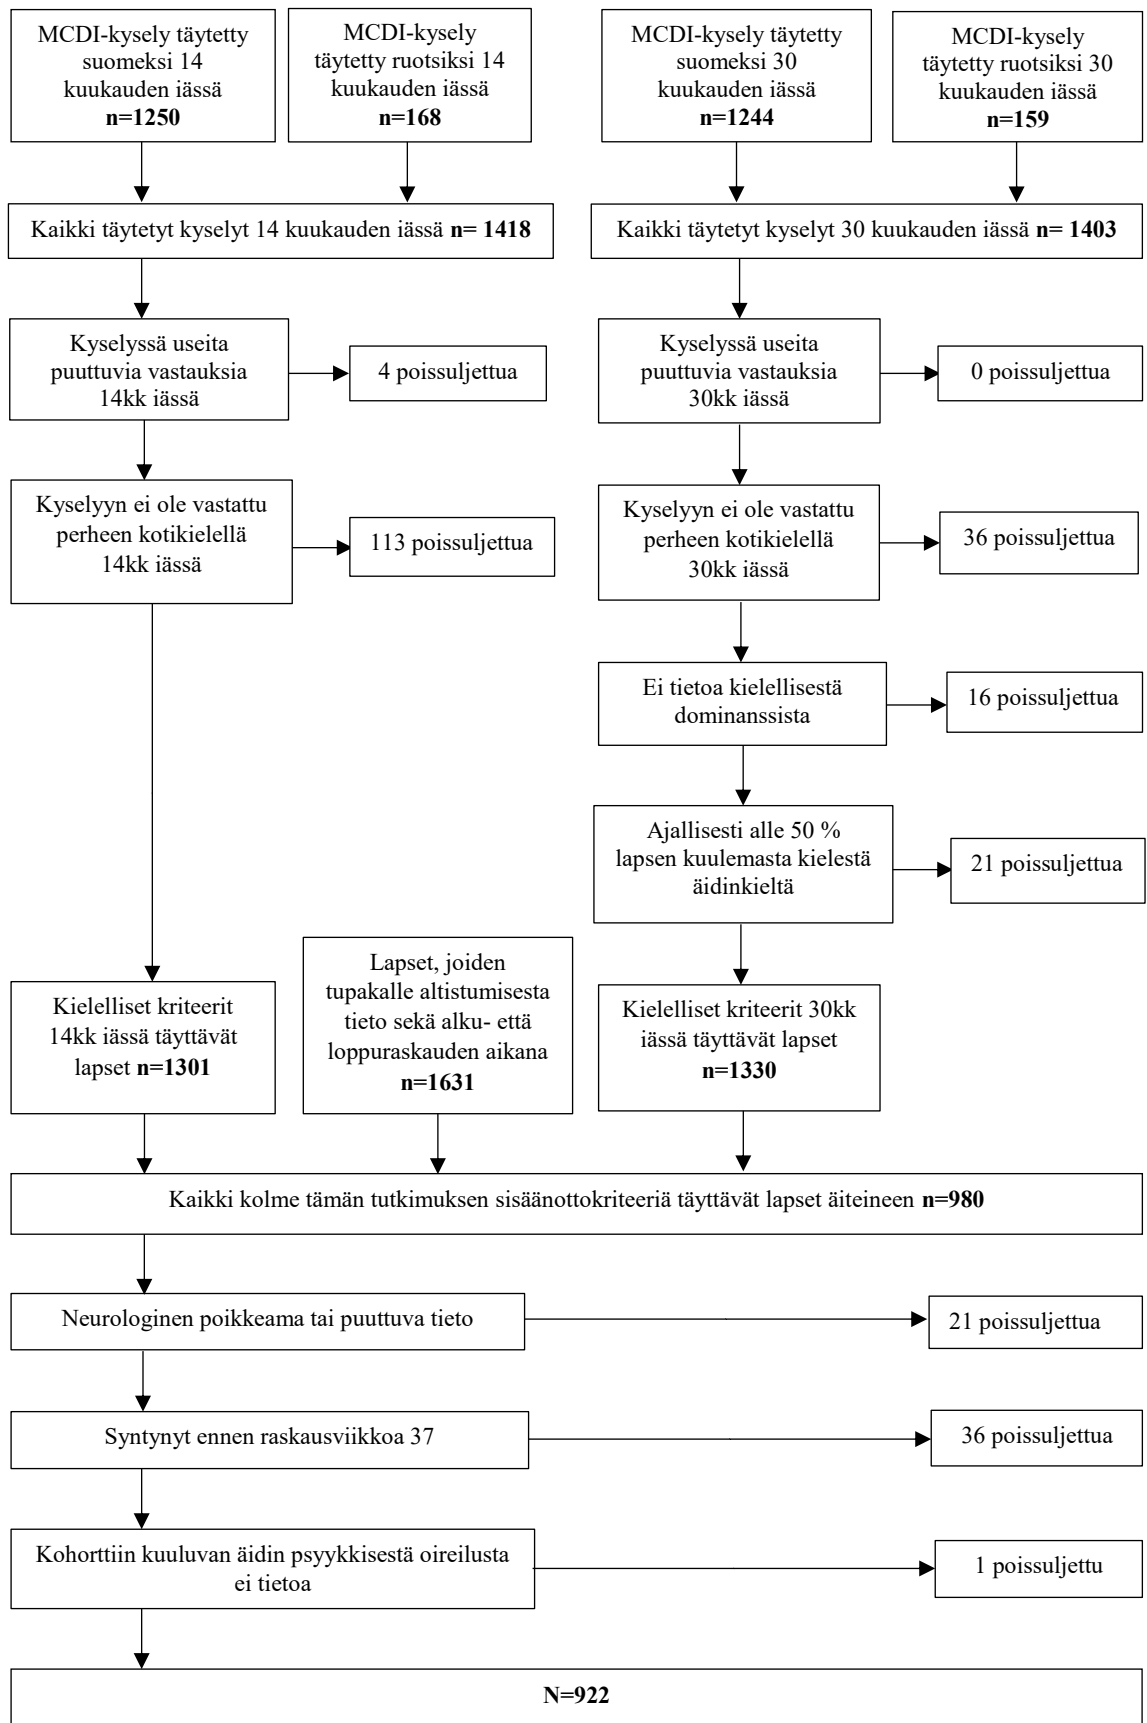 MCDI-kysely täytetty
suomeksi 14
kuukauden iässä
n=1250
MCDI-kysely
täytetty ruotsiksi 14
kuukauden iässä
n=168
MCDI-kysely täytetty
suomeksi 30
kuukauden iässä
n=1244
MCDI-kysely
täytetty ruotsiksi 30
kuukauden iässä
n=159
Kaikki täytetyt kyselyt 14 kuukauden iässä n= 1418
Kaikki täytetyt kyselyt 30 kuukauden iässä n= 1403
Kyselyssä useita
puuttuvia vastauksia
14kk iässä
4 poissuljettua
Kyselyssä useita
puuttuvia vastauksia
30kk iässä
0 poissuljettua
Kyselyyn ei ole vastattu
perheen kotikielellä
14kk iässä
113 poissuljettua
Kyselyyn ei ole vastattu
perheen kotikielellä
30kk iässä
36 poissuljettua
Ei tietoa kielellisestä
dominanssista
16 poissuljettua
Ajallisesti alle 50 %
lapsen kuulemasta kielestä
äidinkieltä
21 poissuljettua
Kielelliset kriteerit
14kk iässä täyttävät
lapset n=1301
Lapset, joiden
tupakalle altistumisesta
tieto sekä alku- että
loppuraskauden aikana
n=1631
Kielelliset kriteerit 30kk
iässä täyttävät lapset
n=1330
Kaikki kolme tämän tutkimuksen sisäänottokriteeriä täyttävät lapset äiteineen n=980
Neurologinen poikkeama tai puuttuva tieto
21 poissuljettua
Syntynyt ennen raskausviikkoa 37
36 poissuljettua
Kohorttiin kuuluvan äidin psyykkisestä oireilusta
ei tietoa
1 poissuljettu
N=922